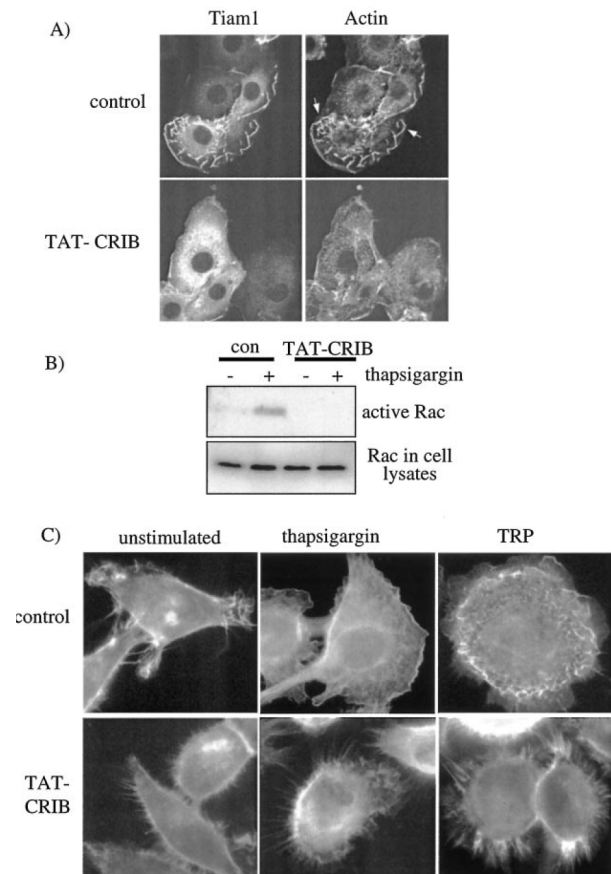 A)
Tiam1
Actin
control
TAT- CRIB
B)
con
TAT-CRIB
- + - +
thapsigargin
active Rac
Rac in cell
lysates
C)
unstimulated
thapsigargin
TRP
control
TAT-
CRIB